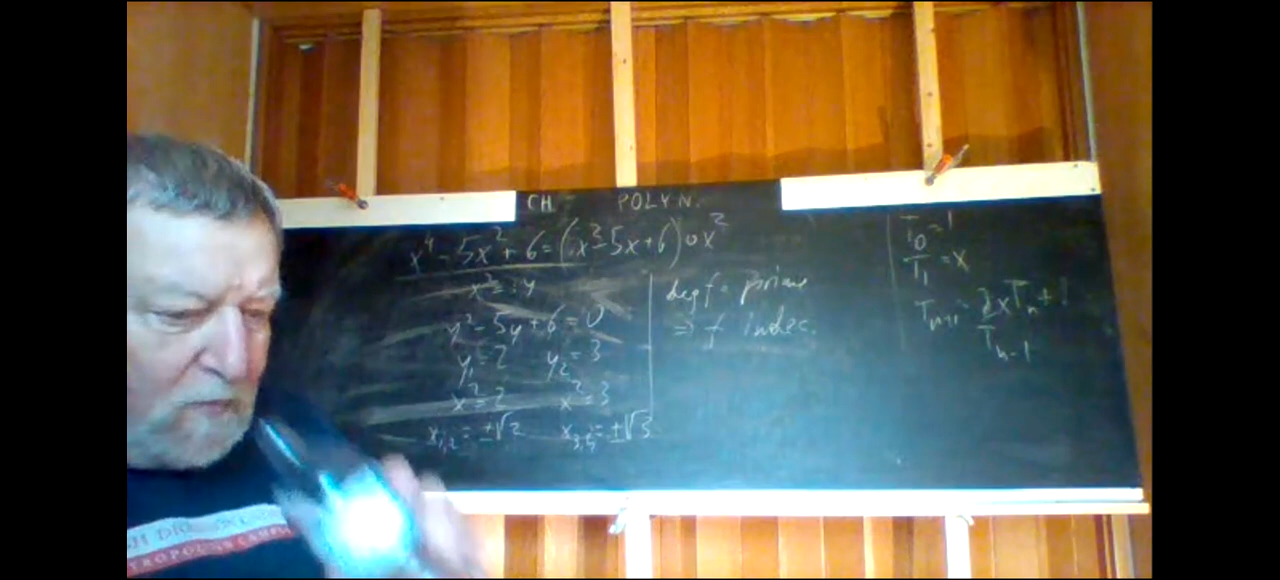 CH POLYN.
x⁴ - 5x² + 6 = (x² - 5x + 6) ∘ x²
x² = : y
y² - 5y + 6 = 0
y₁ = 2 y₂ = 3
x² = 2 x² = 3
x₁,₂ = ±√2 x₃,₄ = ±√3
deg f = prime
⇒ f indec.
T₀ = 1
T₁ = x
Tₙ₊₁ = 2xTₙ +
Tₙ₋₁